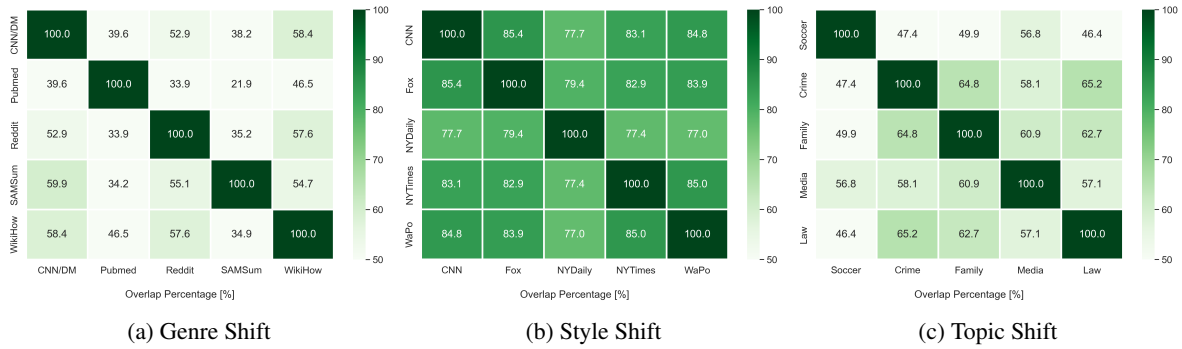 CNN/DM 100.0 39.6 52.9 38.2 58.4
Pubmed 39.6 100.0 33.9 21.9 46.5
Reddit 52.9 33.9 100.0 35.2 57.6
SAMSum 59.9 34.2 55.1 100.0 54.7
WikiHow 58.4 46.5 57.6 34.9 100.0
CNN/DM Pubmed Reddit SAMSum WikiHow
Overlap Percentage [%]
100
90
80
70
60
50
(a) Genre Shift
CNN 100.0 85.4 77.7 83.1 84.8
Fox 85.4 100.0 79.4 82.9 83.9
NYDaily 77.7 79.4 100.0 77.4 77.0
NYTimes 83.1 82.9 77.4 100.0 85.0
WaPo 84.8 83.9 77.0 85.0 100.0
CNN Fox NYDaily NYTimes WaPo
Overlap Percentage [%]
100
90
80
70
60
50
(b) Style Shift
Soccer 100.0 47.4 49.9 56.8 46.4
Crime 47.4 100.0 64.8 58.1 65.2
Family 49.9 64.8 100.0 60.9 62.7
Media 56.8 58.1 60.9 100.0 57.1
Law 46.4 65.2 62.7 57.1 100.0
Soccer Crime Family Media Law
Overlap Percentage [%]
100
90
80
70
60
50
(c) Topic Shift